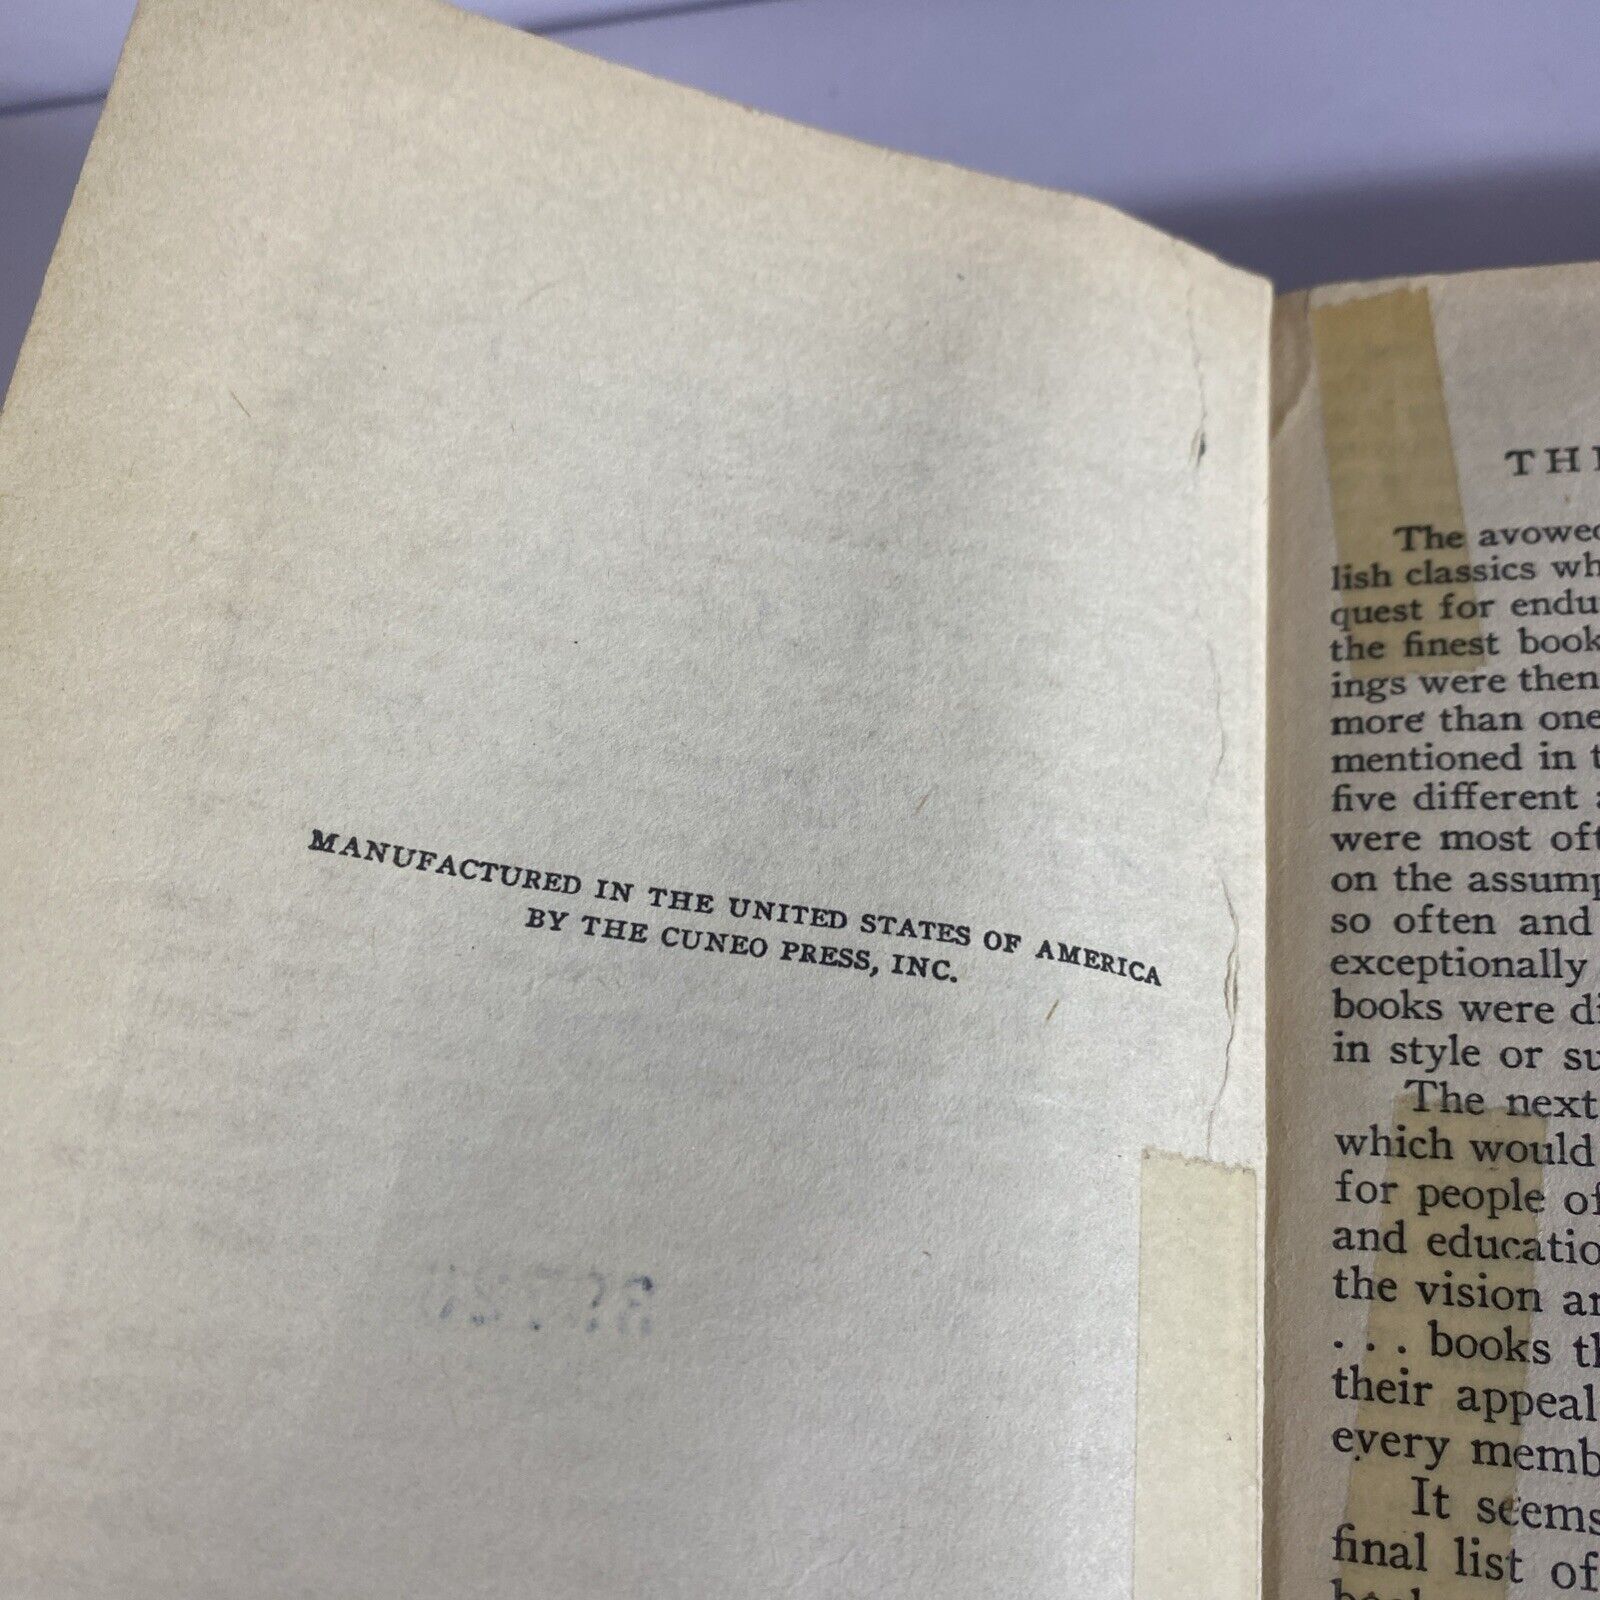 MANUFACTURED IN THE UNITED STATES OF AMERICA
BY THE CUNEO PRESS, INC.
The avowed
lish classics wh
quest for endu
the finest book
ings were then
more than one
mentioned in t
five different a
were most oft
on the assump
so often and
exceptionally
books were di
in style or su
The next
which would
for people of
and educatio
the vision an
. . . books th
their appeal
every memb
It seems
final list of